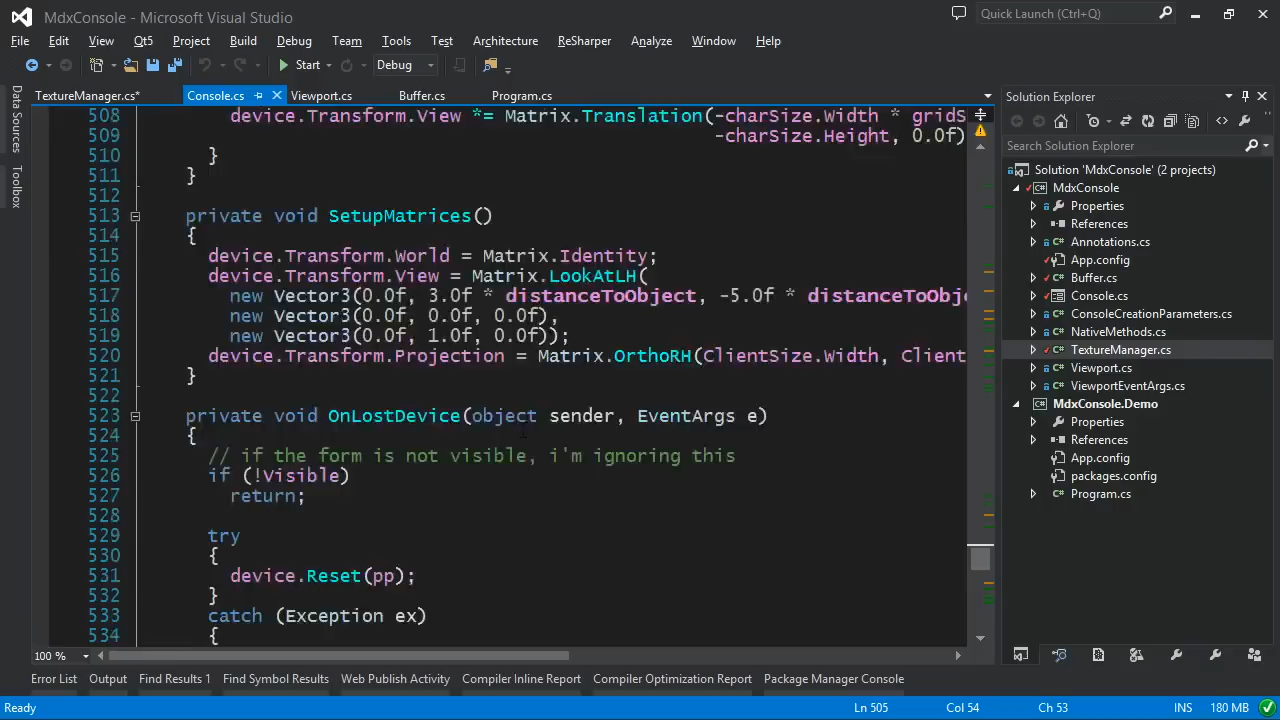 MdxConsole - Microsoft Visual Studio
Quick Launch (Ctrl+Q)
File Edit View Qt5 Project Build Debug Team Tools Test Architecture ReSharper Analyze Window Help
Start Debug
TextureManager.cs* Console.cs Viewport.cs Buffer.cs Program.cs
Data Sources
Toolbox
508 device.Transform.View *= Matrix.Translation(-charSize.Width * gridS
509 -charSize.Height, 0.0f)
510 }
511 }
512
513 private void SetupMatrices()
514 {
515 device.Transform.World = Matrix.Identity;
516 device.Transform.View = Matrix.LookAtLH(
517 new Vector3(0.0f, 3.0f * distanceToObject, -5.0f * distanceToObje
518 new Vector3(0.0f, 0.0f, 0.0f),
519 new Vector3(0.0f, 1.0f, 0.0f));
520 device.Transform.Projection = Matrix.OrthoRH(ClientSize.Width, Client
521 }
522
523 private void OnLostDevice(object sender, EventArgs e)
524 {
525 // if the form is not visible, i'm ignoring this
526 if (!Visible)
527 return;
528
529 try
530 {
531 device.Reset(pp);
532 }
533 catch (Exception ex)
534 {
100 %
Solution Explorer
Search Solution Explorer
Solution 'MdxConsole' (2 projects)
MdxConsole
Properties
References
Annotations.cs
App.config
Buffer.cs
Console.cs
ConsoleCreationParameters.cs
NativeMethods.cs
TextureManager.cs
Viewport.cs
ViewportEventArgs.cs
MdxConsole.Demo
Properties
References
App.config
packages.config
Program.cs
Error List Output Find Results 1 Find Symbol Results Web Publish Activity Compiler Inline Report Compiler Optimization Report Package Manager Console
Ready Ln 505 Col 54 Ch 53 INS 180 MB